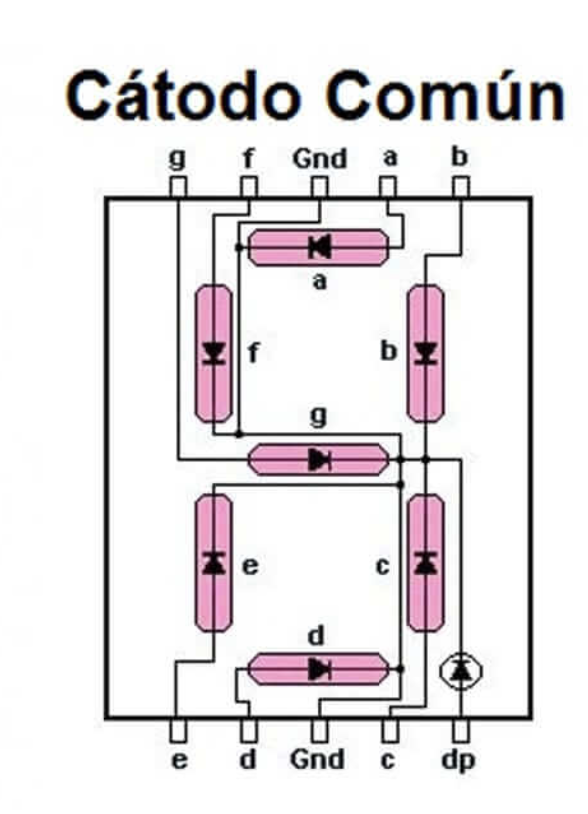 Cátodo Común
g f Gnd a b
a
f b
g
e c
d
e d Gnd c dp